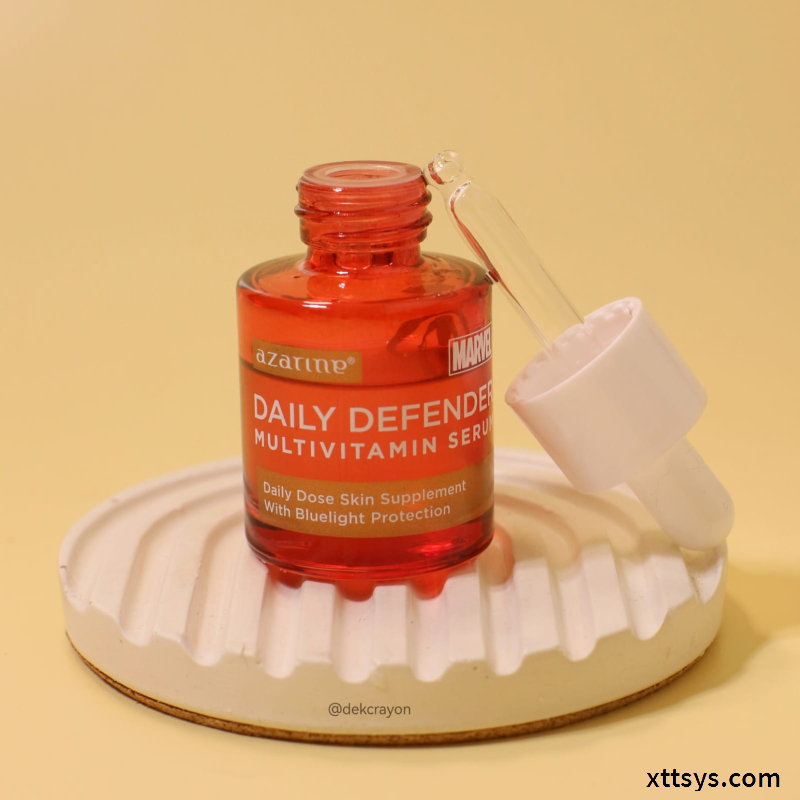 azarine®
MARVEL
DAILY DEFENDER
MULTIVITAMIN SERUM
Daily Dose Skin Supplement
With Bluelight Protection
@dekcrayon
xttsys.com